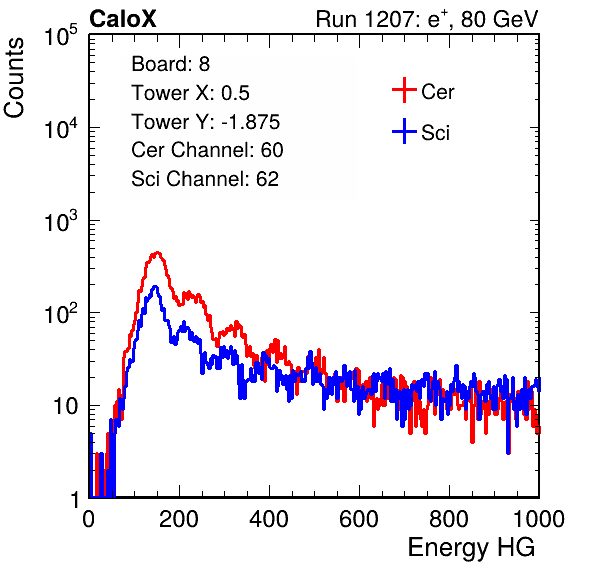 CaloX Run 1207: e⁺, 80 GeV
Counts
10⁵
10⁴
10³
10²
10
1
Board: 8
Tower X: 0.5
Tower Y: -1.875
Cer Channel: 60
Sci Channel: 62
Cer
Sci
0 200 400 600 800 1000
Energy HG